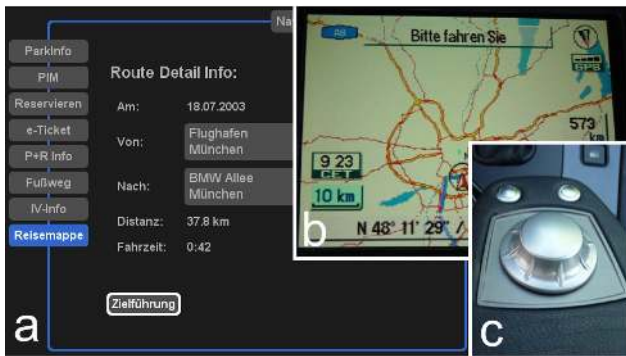 Na
ParkInfo
PIM
Reservieren
e-Ticket
P+R Info
Fußweg
IV-Info
Reisemappe
Route Detail Info:
Am: 18.07.2003
Von: Flughafen
München
Nach: BMW Allee
München
Distanz: 37.8 km
Fahrzeit: 0:42
Zielführung
a
A8
Bitte fahren Sie
GPS
573
km
9 23
CET
10 km
N 48° 11' 29" /
b
c